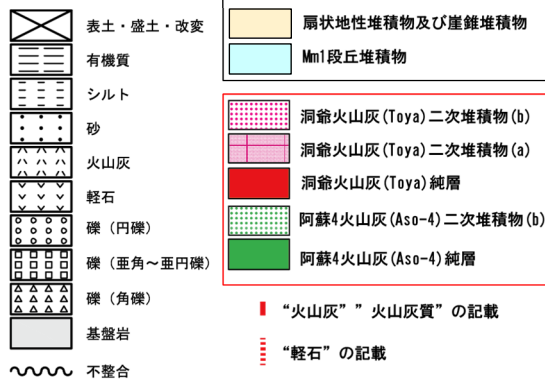 表土・盛土・改変
有機質
シルト
砂
火山灰
軽石
礫（円礫）
礫（亜角～亜円礫）
礫（角礫）
基盤岩
不整合
扇状地性堆積物及び崖錐堆積物
Mm1段丘堆積物
洞爺火山灰(Toya)二次堆積物(b)
洞爺火山灰(Toya)二次堆積物(a)
洞爺火山灰(Toya)純層
阿蘇4火山灰(Aso-4)二次堆積物(b)
阿蘇4火山灰(Aso-4)純層
“火山灰””火山灰質”の記載
“軽石”の記載